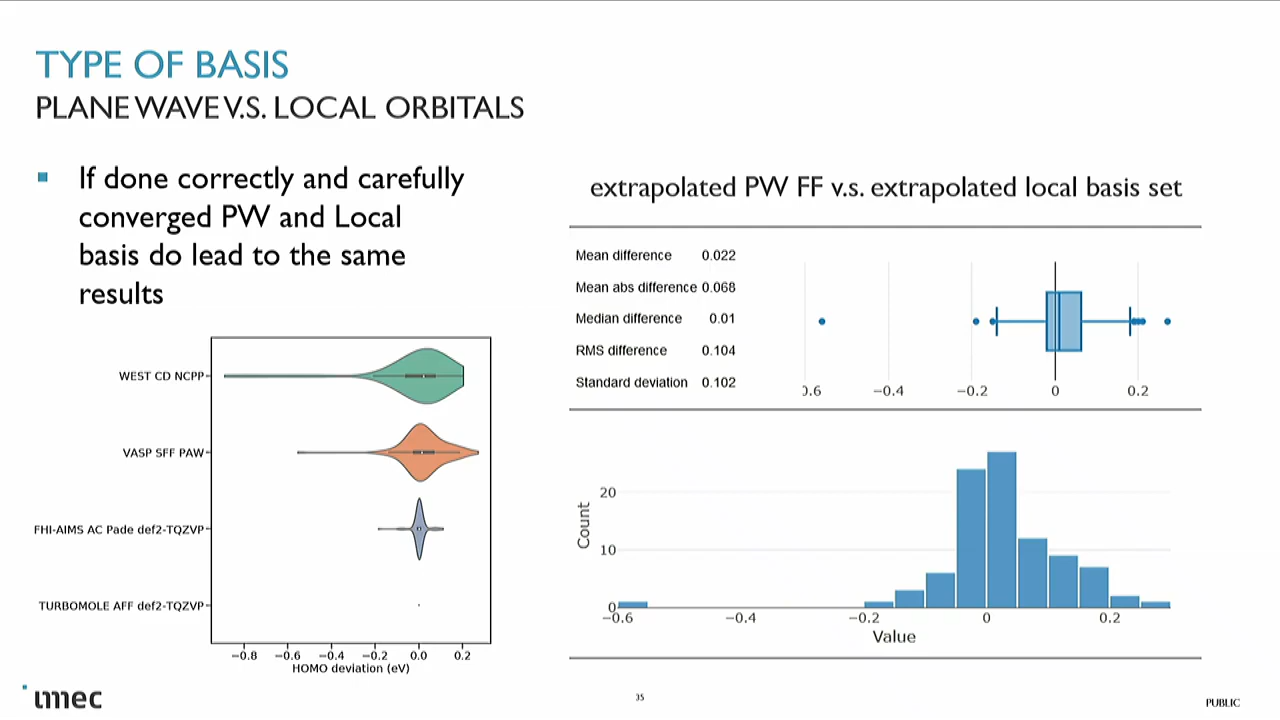 TYPE OF BASIS
PLANE WAVE V.S. LOCAL ORBITALS
If done correctly and carefully
converged PW and Local
basis do lead to the same
results
WEST CD NCPP
VASP SFF PAW
FHI-AIMS AC Pade def2-TQZVP
TURBOMOLE AFF def2-TQZVP
−0.8 −0.6 −0.4 −0.2 0.0 0.2
HOMO deviation (eV)
extrapolated PW FF v.s. extrapolated local basis set
Mean difference 0.022
Mean abs difference 0.068
Median difference 0.01
RMS difference 0.104
Standard deviation 0.102
0.6 −0.4 −0.2 0 0.2
Count
20
10
0
−0.6 −0.4 −0.2 0 0.2
Value
imec
35
PUBLIC